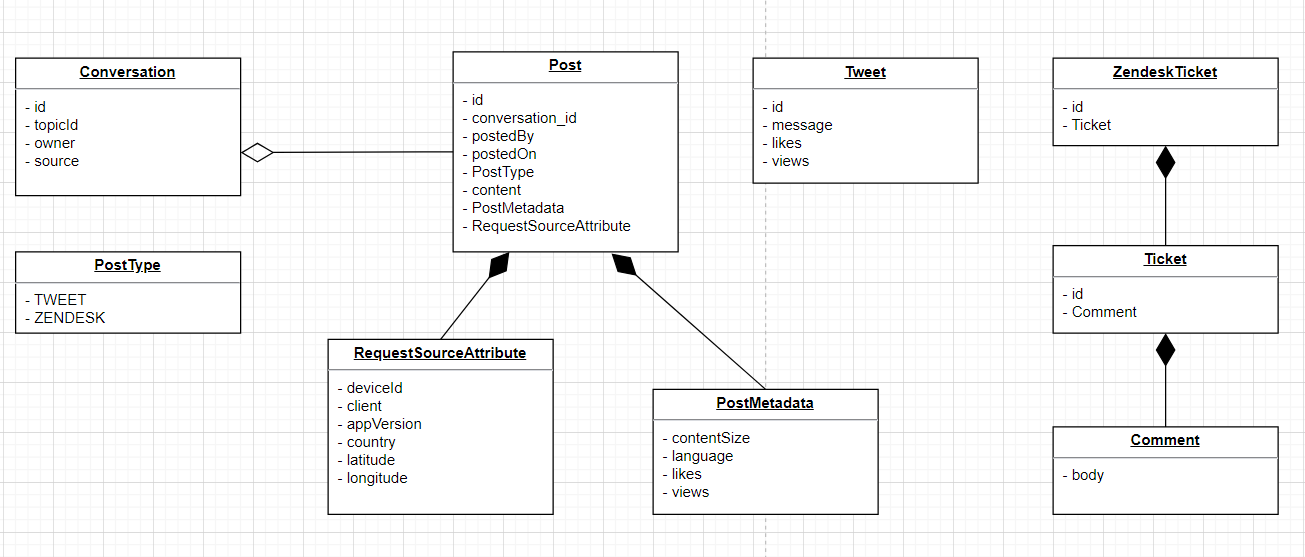 Conversation
- id
- topicId
- owner
- source
Post
- id
- conversation_id
- postedBy
- postedOn
- PostType
- content
- PostMetadata
- RequestSourceAttribute
Tweet
- id
- message
- likes
- views
ZendeskTicket
- id
- Ticket
PostType
- TWEET
- ZENDESK
Ticket
- id
- Comment
RequestSourceAttribute
- deviceId
- client
- appVersion
- country
- latitude
- longitude
PostMetadata
- contentSize
- language
- likes
- views
Comment
- body